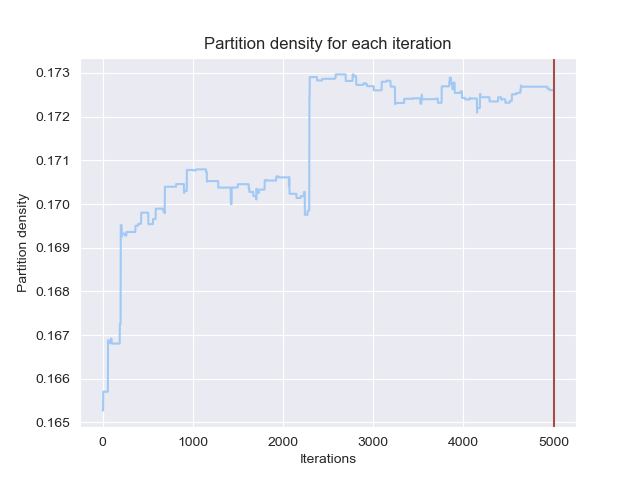 Partition density for each iteration
Partition density
0.173
0.172
0.171
0.170
0.169
0.168
0.167
0.166
0.165
0 1000 2000 3000 4000 5000
Iterations